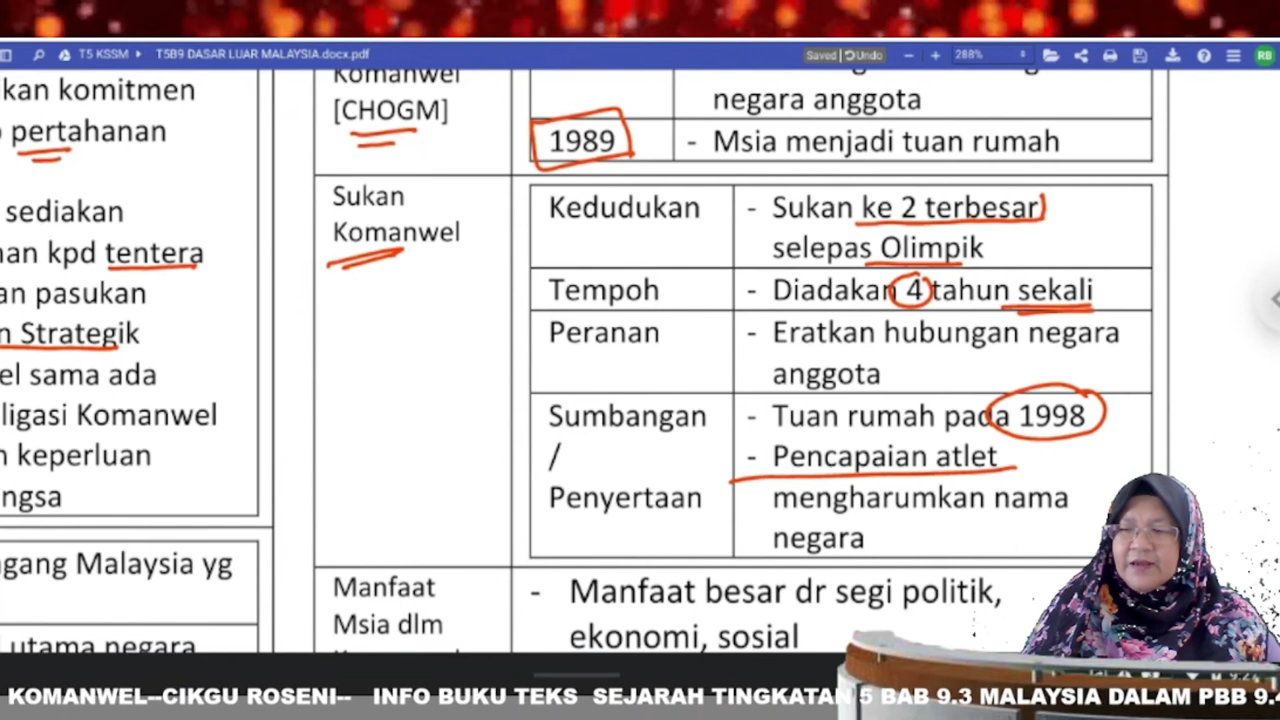 T5 KSSM ▸ T5B9 DASAR LUAR MALAYSIA.docx.pdf
Saved Undo
288%
RB
kan komitmen
pertahanan
sediakan
an kpd tentera
an pasukan
n Strategik
el sama ada
ligasi Komanwel
n keperluan
ngsa
gang Malaysia yg
utama negara
Komanwel
[CHOGM]
negara anggota
1989
- Msia menjadi tuan rumah
Sukan
Komanwel
Kedudukan
- Sukan ke 2 terbesar
selepas Olimpik
Tempoh
- Diadakan 4 tahun sekali
Peranan
- Eratkan hubungan negara
anggota
Sumbangan
/
Penyertaan
- Tuan rumah pada 1998
- Pencapaian atlet
mengharumkan nama
negara
Manfaat
Msia dlm
- Manfaat besar dr segi politik,
ekonomi, sosial
KOMANWEL--CIKGU ROSENI-- INFO BUKU TEKS SEJARAH TINGKATAN 5 BAB 9.3 MALAYSIA DALAM PBB 9.